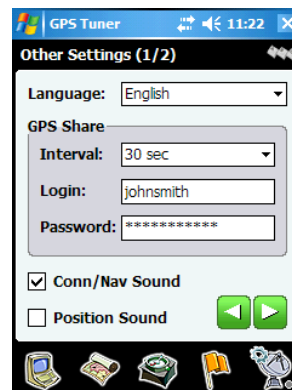 GPS Tuner 11:22
Other Settings (1/2)
Language: English
GPS Share
Interval: 30 sec
Login: johnsmith
Password: ***********
Conn/Nav Sound
Position Sound